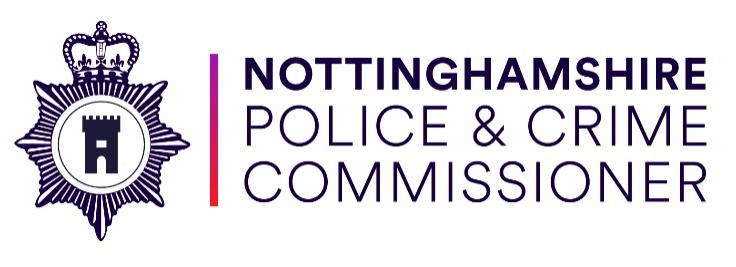 NOTTINGHAMSHIRE
POLICE & CRIME
COMMISSIONER